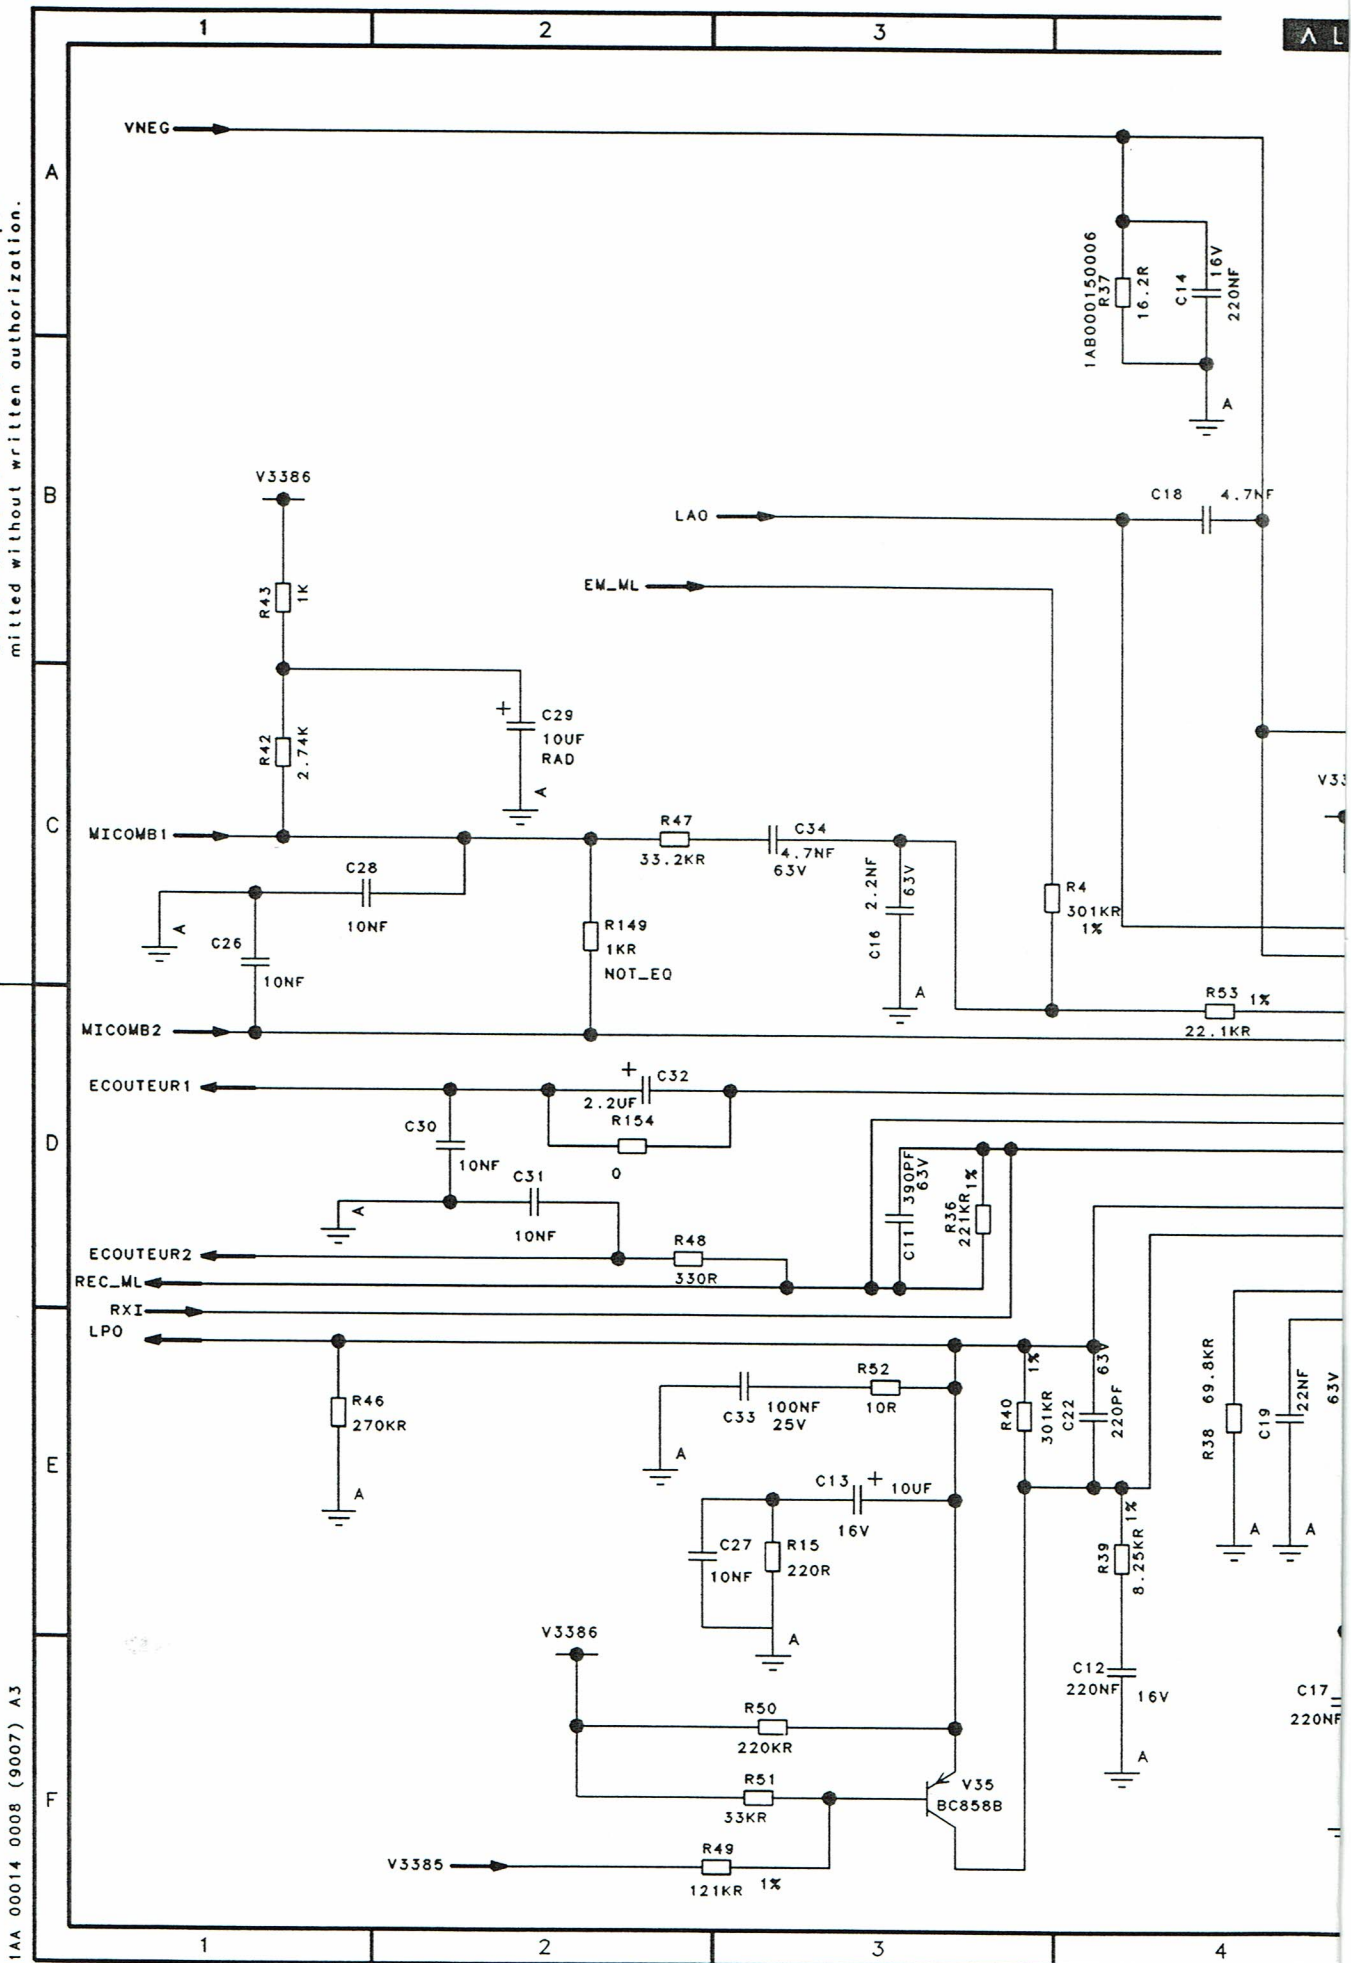 1
2
3
A L
VNEG
A
1AB000150006
R37
16.2R
C14
16V
220NF
A
mitted without written authorization.
V3386
B
LAO
C18
4.7NF
EM_ML
R43
1K
C29
10UF
RAD
+
R42
2.74K
A
V33
C
MICOMB1
R47
33.2KR
C34
4.7NF
63V
C28
10NF
2.2NF
63V
C16
R4
301KR
1%
A
C26
10NF
R149
1KR
NOT_EQ
A
R53
1%
22.1KR
MICOMB2
ECOUTEUR1
+
C32
2.2UF
R154
0
D
C30
10NF
C31
10NF
A
390PF
63V
C11
R36
221KR
1%
ECOUTEUR2
R48
330R
REC_ML
RXI
LPO
R46
270KR
A
C33
100NF
25V
R52
10R
A
R40
301KR
1%
C22
220PF
63V
R38
69.8KR
C19
22NF
63V
E
C13
+
10UF
16V
C27
10NF
R15
220R
A
R39
8.25KR
1%
A
A
V3386
C12
220NF
16V
A
C17
220NF
R50
220KR
R51
33KR
V35
BC858B
F
V3385
R49
121KR
1%
1AA 00014 0008 (9007) A3
1
2
3
4